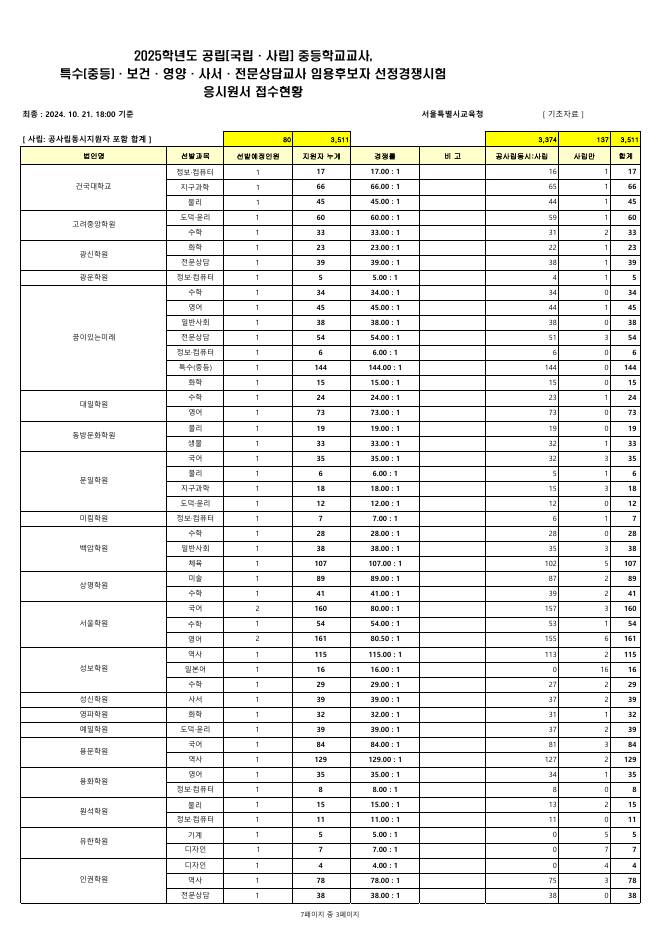 2025학년도 공립[국립 · 사립] 중등학교교사,
특수(중등) · 보건 · 영양 · 사서 · 전문상담교사 임용후보자 선정경쟁시험
응시원서 접수현황
최종 : 2024. 10. 21. 18:00 기준 서울특별시교육청 [ 기초자료 ]
[ 사립: 공사립동시지원자 포함 합계 ] 80 3,511 3,374 137 3,511
법인명 선발과목 선발예정인원 지원자 누계 경쟁률 비 고 공사립동시:사립 사립만 합계
건국대학교 정보·컴퓨터 1 17 17.00 : 1 16 1 17
지구과학 1 66 66.00 : 1 65 1 66
물리 1 45 45.00 : 1 44 1 45
고려중앙학원 도덕·윤리 1 60 60.00 : 1 59 1 60
수학 1 33 33.00 : 1 31 2 33
광신학원 화학 1 23 23.00 : 1 22 1 23
전문상담 1 39 39.00 : 1 38 1 39
광운학원 정보·컴퓨터 1 5 5.00 : 1 4 1 5
꿈이있는미래 수학 1 34 34.00 : 1 34 0 34
영어 1 45 45.00 : 1 44 1 45
일반사회 1 38 38.00 : 1 38 0 38
전문상담 1 54 54.00 : 1 51 3 54
정보·컴퓨터 1 6 6.00 : 1 6 0 6
특수(중등) 1 144 144.00 : 1 144 0 144
화학 1 15 15.00 : 1 15 0 15
대일학원 수학 1 24 24.00 : 1 23 1 24
영어 1 73 73.00 : 1 73 0 73
동방문화학원 물리 1 19 19.00 : 1 19 0 19
생물 1 33 33.00 : 1 32 1 33
문일학원 국어 1 35 35.00 : 1 32 3 35
물리 1 6 6.00 : 1 5 1 6
지구과학 1 18 18.00 : 1 15 3 18
도덕·윤리 1 12 12.00 : 1 12 0 12
미림학원 정보·컴퓨터 1 7 7.00 : 1 6 1 7
백암학원 수학 1 28 28.00 : 1 28 0 28
일반사회 1 38 38.00 : 1 35 3 38
체육 1 107 107.00 : 1 102 5 107
상명학원 미술 1 89 89.00 : 1 87 2 89
수학 1 41 41.00 : 1 39 2 41
서울학원 국어 2 160 80.00 : 1 157 3 160
수학 1 54 54.00 : 1 53 1 54
영어 2 161 80.50 : 1 155 6 161
성보학원 역사 1 115 115.00 : 1 113 2 115
일본어 1 16 16.00 : 1 0 16 16
수학 1 29 29.00 : 1 27 2 29
성신학원 사서 1 39 39.00 : 1 37 2 39
영파학원 화학 1 32 32.00 : 1 31 1 32
예일학원 도덕·윤리 1 39 39.00 : 1 37 2 39
용문학원 국어 1 84 84.00 : 1 81 3 84
역사 1 129 129.00 : 1 127 2 129
용화학원 영어 1 35 35.00 : 1 34 1 35
정보·컴퓨터 1 8 8.00 : 1 8 0 8
원석학원 물리 1 15 15.00 : 1 13 2 15
정보·컴퓨터 1 11 11.00 : 1 11 0 11
유한학원 기계 1 5 5.00 : 1 0 5 5
디자인 1 7 7.00 : 1 0 7 7
인권학원 디자인 1 4 4.00 : 1 0 4 4
역사 1 78 78.00 : 1 75 3 78
전문상담 1 38 38.00 : 1 38 0 38
7페이지 중 3페이지